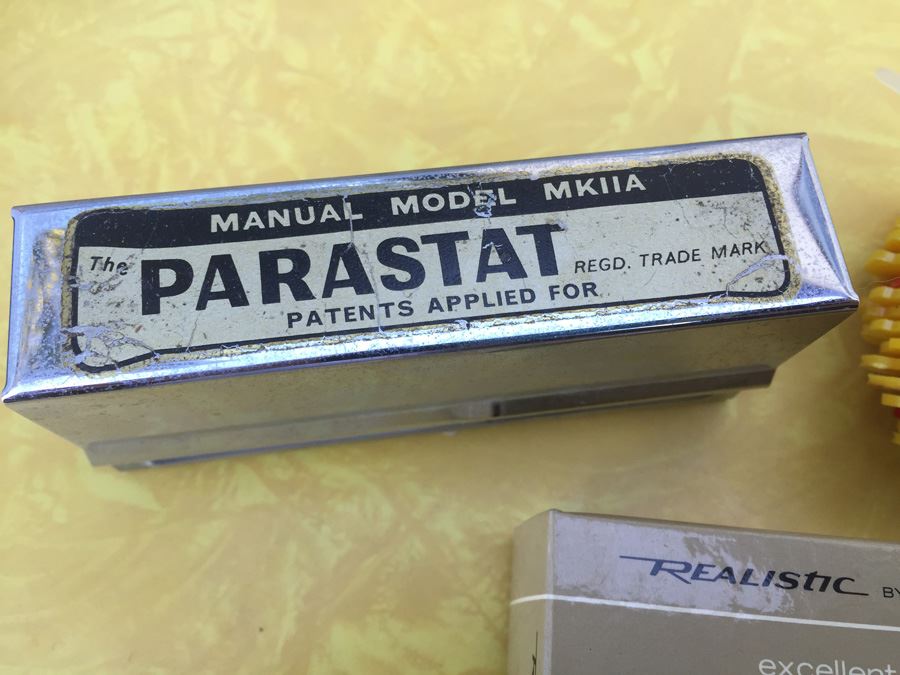 MANUAL MODEL MKIIA
The PARASTAT REGD. TRADE MARK
PATENTS APPLIED FOR
REALISTIC BY
excellent